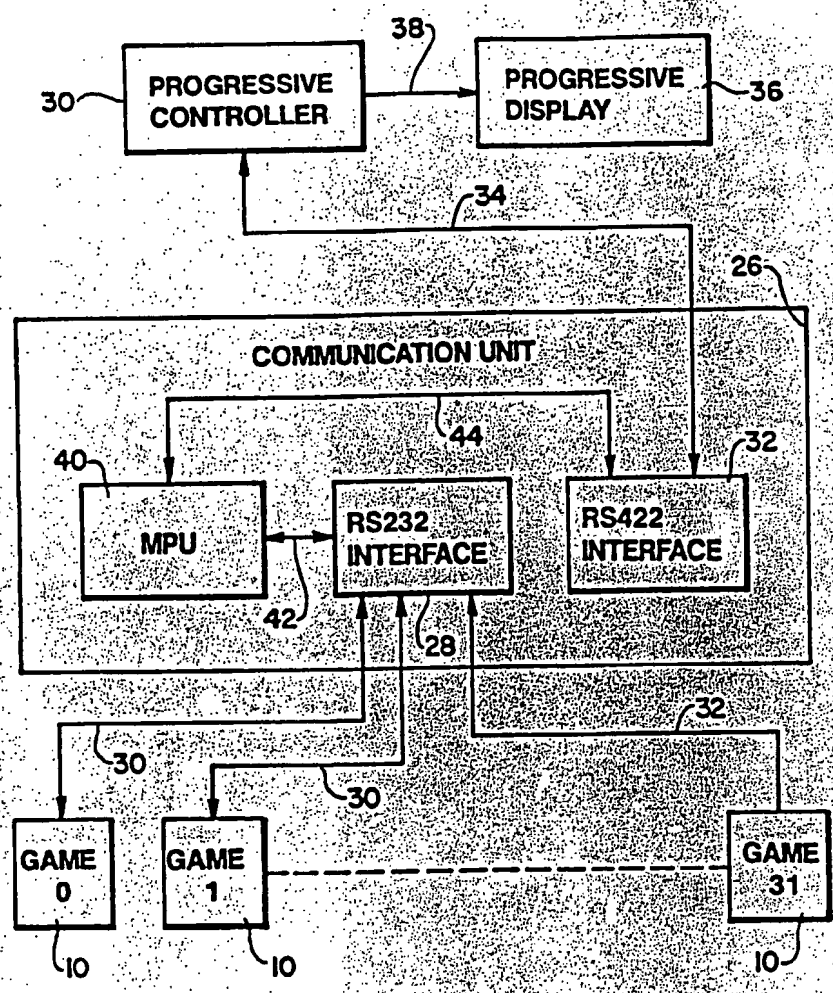 38
30
PROGRESSIVE
CONTROLLER
PROGRESSIVE
DISPLAY
36
34
26
COMMUNICATION UNIT
44
40
MPU
RS232
INTERFACE
32
RS422
INTERFACE
42
28
30
30
32
GAME
0
GAME
1
GAME
31
10
10
10